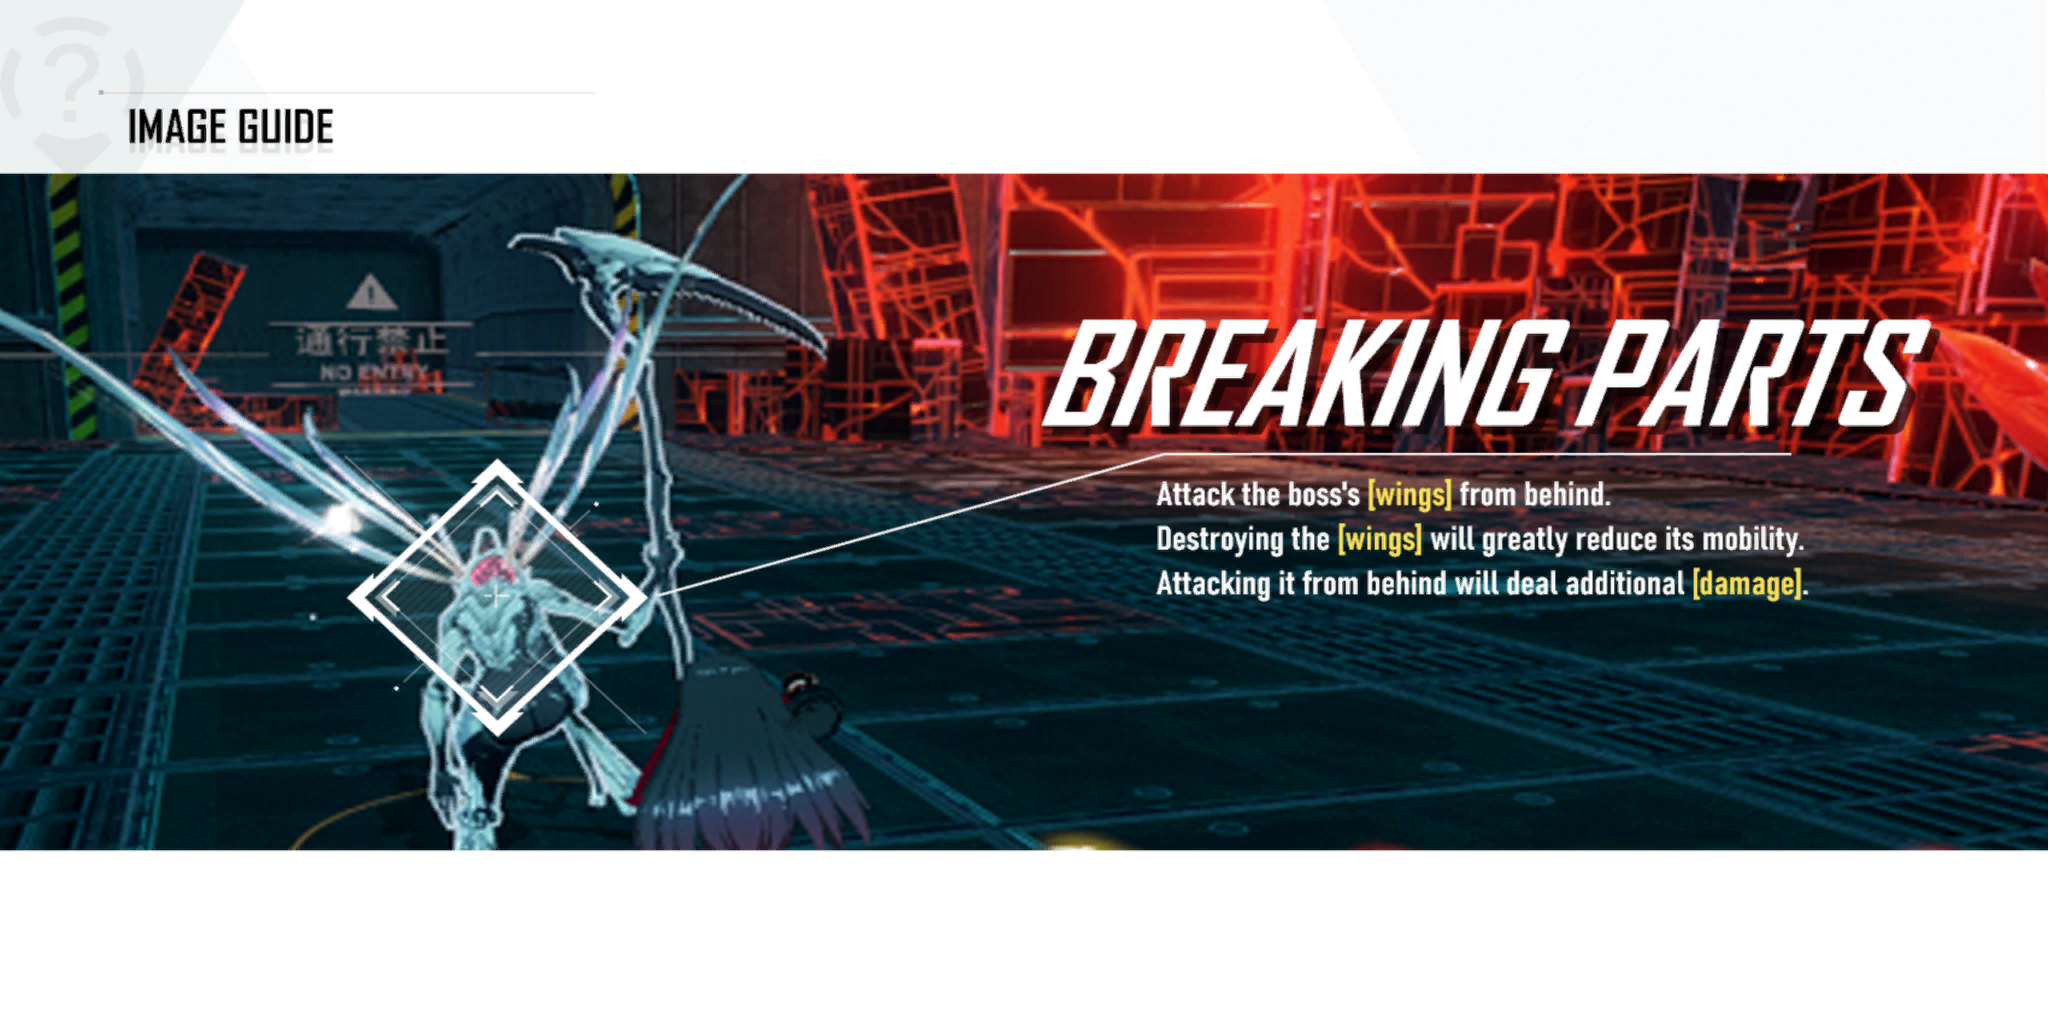 IMAGE GUIDE
通行禁止
NO ENTRY
BREAKING PARTS
Attack the boss's [wings] from behind.
Destroying the [wings] will greatly reduce its mobility.
Attacking it from behind will deal additional [damage].